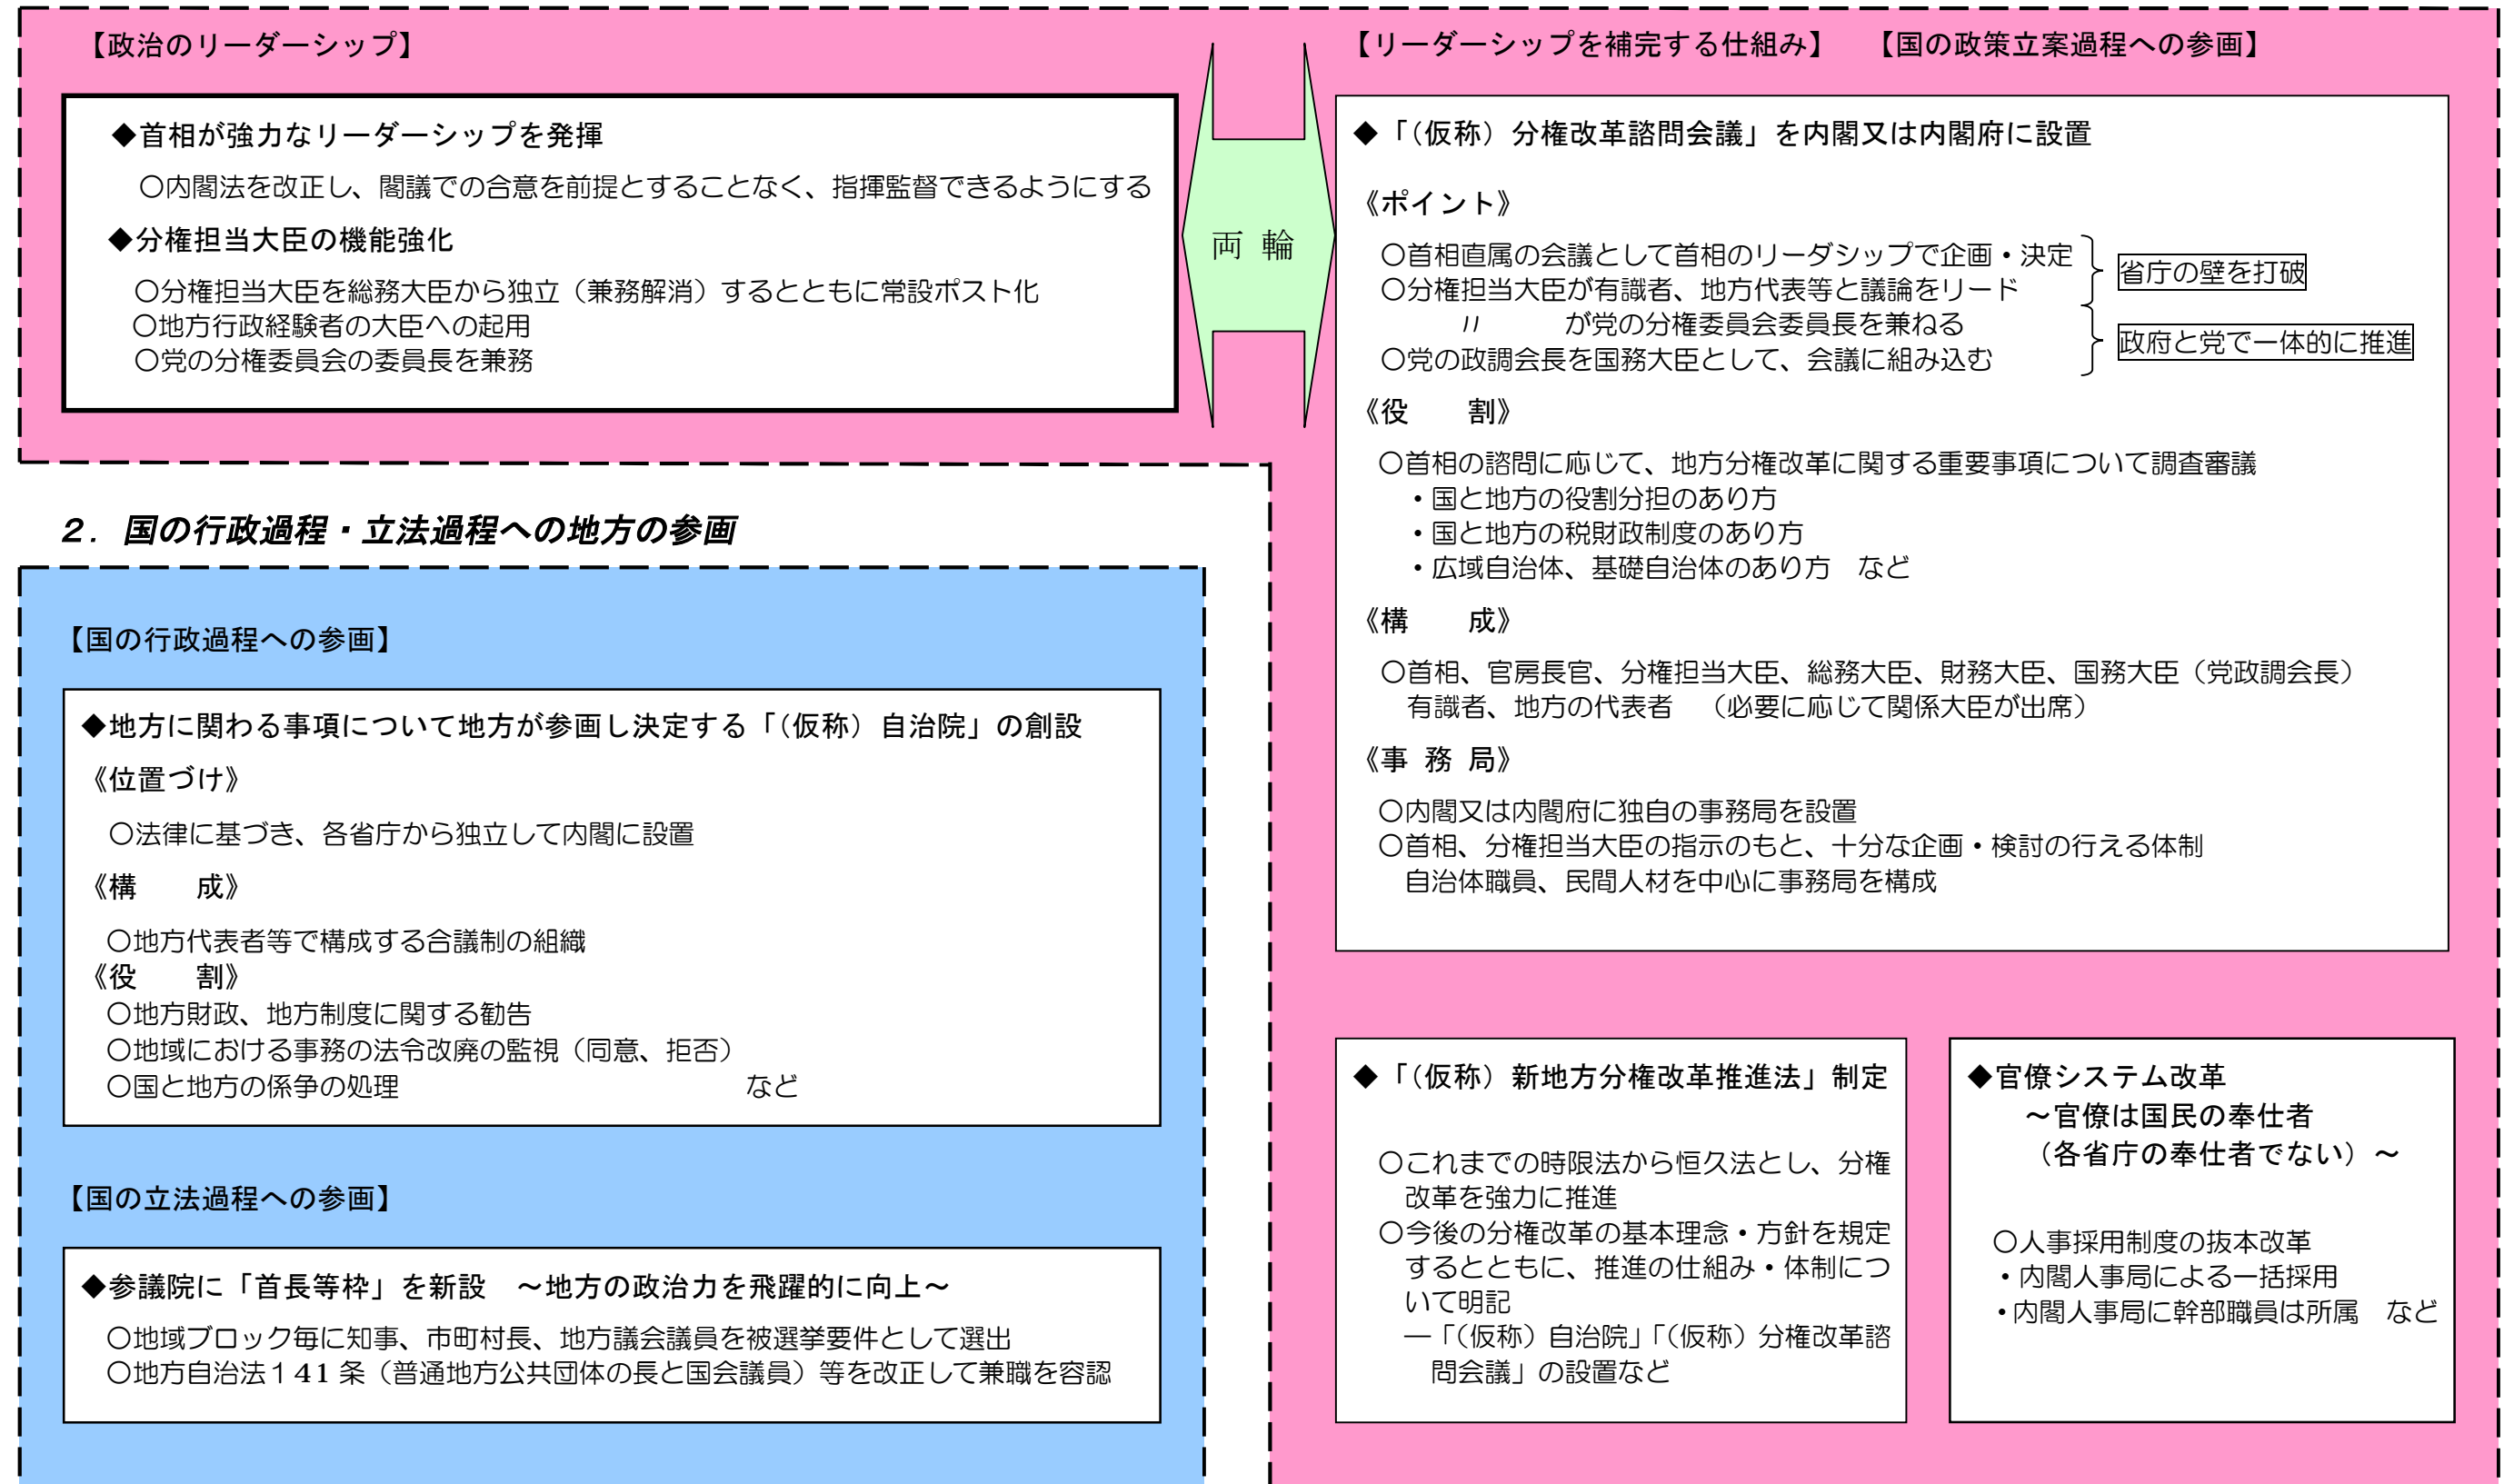 【政治のリーダーシップ】
◆首相が強力なリーダーシップを発揮
○内閣法を改正し、閣議での合意を前提とすることなく、指揮監督できるようにする
◆分権担当大臣の機能強化
○分権担当大臣を総務大臣から独立（兼務解消）するとともに常設ポスト化
○地方行政経験者の大臣への起用
○党の分権委員会の委員長を兼務
両 輪
【リーダーシップを補完する仕組み】　【国の政策立案過程への参画】
◆「（仮称）分権改革諮問会議」を内閣又は内閣府に設置
《ポイント》
○首相直属の会議として首相のリーダシップで企画・決定
○分権担当大臣が有識者、地方代表等と議論をリード
〃　　　が党の分権委員会委員長を兼ねる
○党の政調会長を国務大臣として、会議に組み込む
省庁の壁を打破
政府と党で一体的に推進
《役　　割》
○首相の諮問に応じて、地方分権改革に関する重要事項について調査審議
・国と地方の役割分担のあり方
・国と地方の税財政制度のあり方
・広域自治体、基礎自治体のあり方　など
《構　　成》
○首相、官房長官、分権担当大臣、総務大臣、財務大臣、国務大臣（党政調会長）
有識者、地方の代表者　（必要に応じて関係大臣が出席）
《事 務 局》
○内閣又は内閣府に独自の事務局を設置
○首相、分権担当大臣の指示のもと、十分な企画・検討の行える体制
自治体職員、民間人材を中心に事務局を構成
◆「（仮称）新地方分権改革推進法」制定
○これまでの時限法から恒久法とし、分権
改革を強力に推進
○今後の分権改革の基本理念・方針を規定
するとともに、推進の仕組み・体制につ
いて明記
―「（仮称）自治院」「（仮称）分権改革諮
問会議」の設置など
◆官僚システム改革
～官僚は国民の奉仕者
（各省庁の奉仕者でない）～
○人事採用制度の抜本改革
・内閣人事局による一括採用
・内閣人事局に幹部職員は所属　など
２．国の行政過程・立法過程への地方の参画
【国の行政過程への参画】
◆地方に関わる事項について地方が参画し決定する「（仮称）自治院」の創設
《位置づけ》
○法律に基づき、各省庁から独立して内閣に設置
《構　　成》
○地方代表者等で構成する合議制の組織
《役　　割》
○地方財政、地方制度に関する勧告
○地域における事務の法令改廃の監視（同意、拒否）
○国と地方の係争の処理　　　　　　　　　　　　　など
【国の立法過程への参画】
◆参議院に「首長等枠」を新設　～地方の政治力を飛躍的に向上～
○地域ブロック毎に知事、市町村長、地方議会議員を被選挙要件として選出
○地方自治法１41 条（普通地方公共団体の長と国会議員）等を改正して兼職を容認